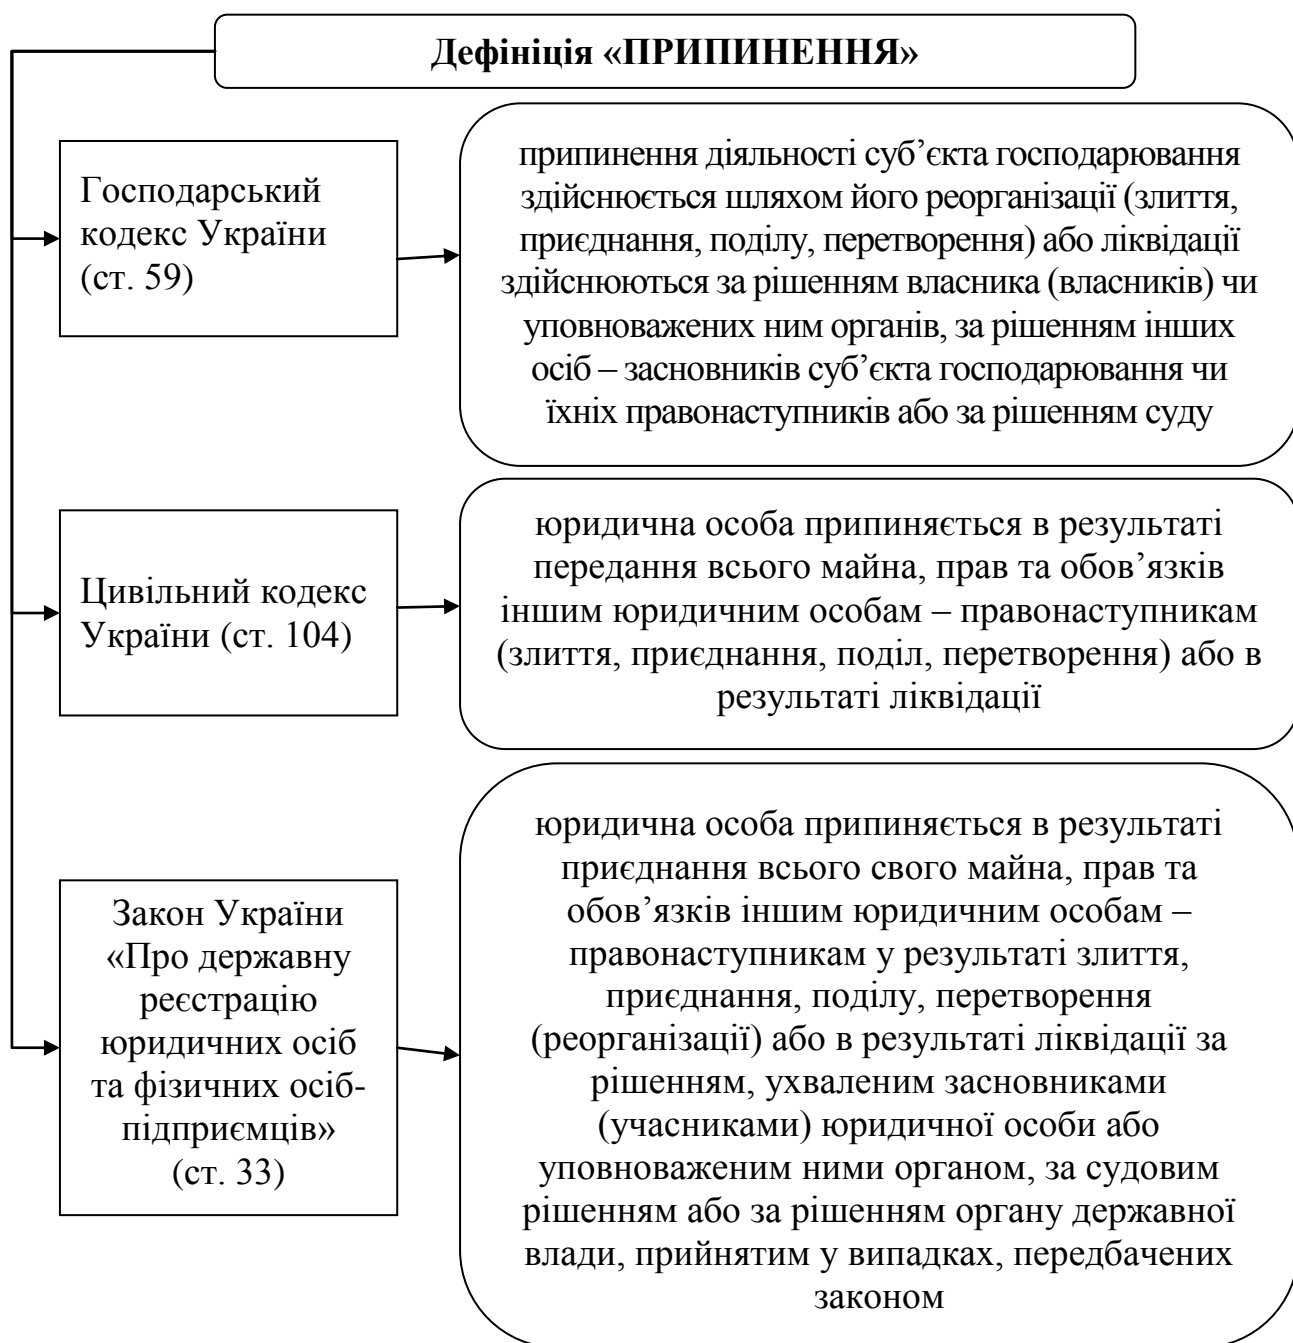 Дефініція «ПРИПИНЕННЯ»
Господарський
кодекс України
(ст. 59)
припинення діяльності суб’єкта господарювання
здійснюється шляхом його реорганізації (злиття,
приєднання, поділу, перетворення) або ліквідації
здійснюються за рішенням власника (власників) чи
уповноважених ним органів, за рішенням інших
осіб – засновників суб’єкта господарювання чи
їхніх правонаступників або за рішенням суду
Цивільний кодекс
України (ст. 104)
юридична особа припиняється в результаті
передання всього майна, прав та обов’язків
іншим юридичним особам – правонаступникам
(злиття, приєднання, поділ, перетворення) або в
результаті ліквідації
Закон України
«Про державну
реєстрацію
юридичних осіб
та фізичних осіб-
підприємців»
(ст. 33)
юридична особа припиняється в результаті
приєднання всього свого майна, прав та
обов’язків іншим юридичним особам –
правонаступникам у результаті злиття,
приєднання, поділу, перетворення
(реорганізації) або в результаті ліквідації за
рішенням, ухваленим засновниками
(учасниками) юридичної особи або
уповноваженим ними органом, за судовим
рішенням або за рішенням органу державної
влади, прийнятим у випадках, передбачених
законом